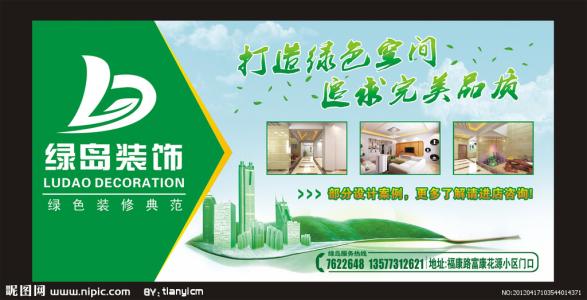 打造绿色空间
追求完美品质
绿岛装饰
LUDAO DECORATION
绿色装修典范
>>> 部分设计案例,更多了解请进店咨询!
绿岛服务热线
7622648 13577312621
地址:福康路富康花源小区门口
昵图网 www.nipic.com BY:tianyicm
NO:20120417103544014371